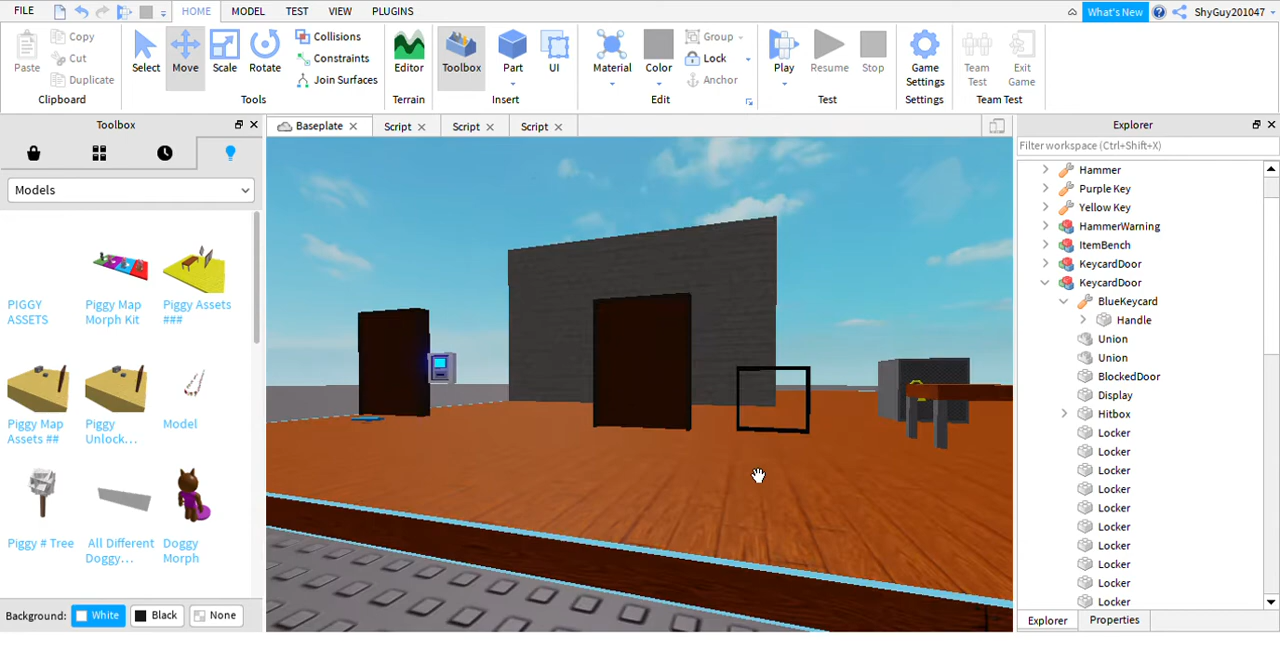 FILE HOME MODEL TEST VIEW PLUGINS What's New ShyGuy201047
Paste Copy Cut Duplicate Select Move Scale Rotate Collisions Constraints Join Surfaces Editor Toolbox Part UI Material Color Group Lock Anchor Play Resume Stop Game Settings Team Test Exit Game
Clipboard Tools Terrain Insert Edit Test Settings Team Test
Toolbox Baseplate Script Script Script Explorer
Filter workspace (Ctrl+Shift+X)
Models
PIGGY ASSETS
Piggy Map Morph Kit
Piggy Assets ###
Piggy Map Assets ##
Piggy Unlock...
Model
Piggy # Tree
All Different Doggy...
Doggy Morph
Background: White Black None
Hammer
Purple Key
Yellow Key
HammerWarning
ItemBench
KeycardDoor
KeycardDoor
BlueKeycard
Handle
Union
Union
BlockedDoor
Display
Hitbox
Locker
Locker
Locker
Locker
Locker
Locker
Locker
Locker
Locker
Locker
Explorer Properties